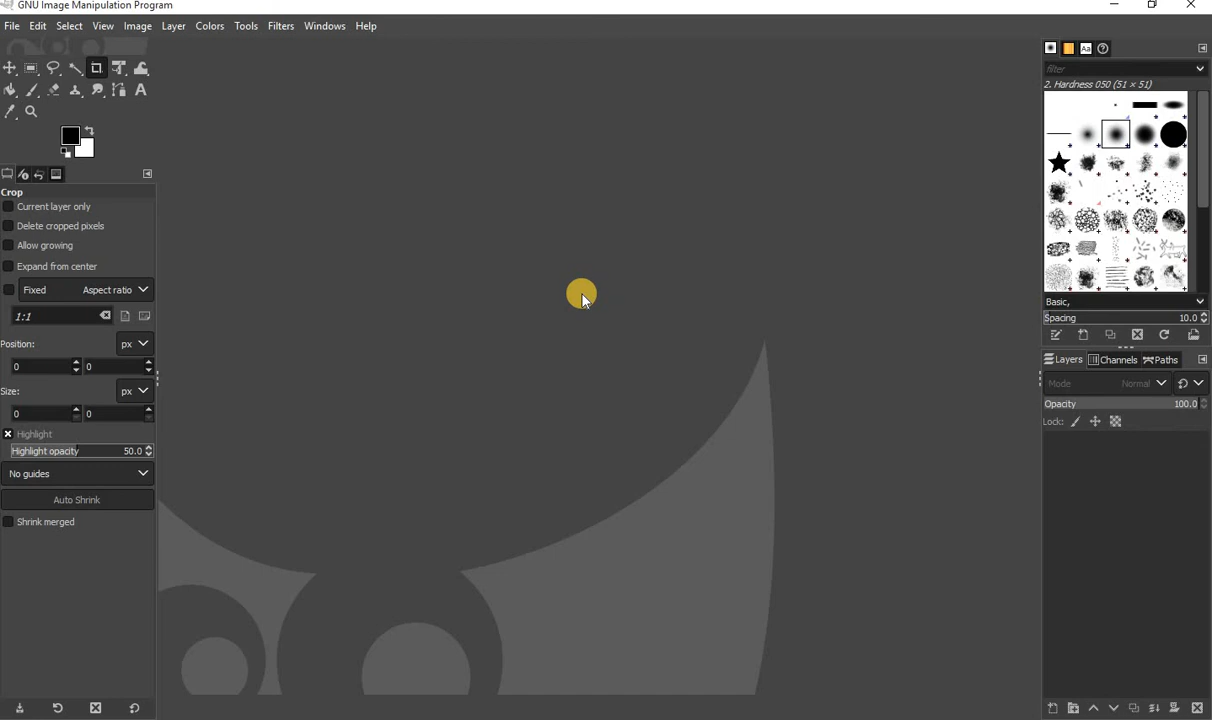 GNU Image Manipulation Program
File Edit Select View Image Layer Colors Tools Filters Windows Help
A
Aa
filter
2. Hardness 050 (51 × 51)
Crop
Current layer only
Delete cropped pixels
Allow growing
Expand from center
Fixed Aspect ratio
1:1
Position: px
0 0
Size: px
0 0
Highlight
Highlight opacity 50.0
No guides
Auto Shrink
Shrink merged
Basic,
Spacing 10.0
Layers Channels Paths
Mode Normal
Opacity 100.0
Lock: